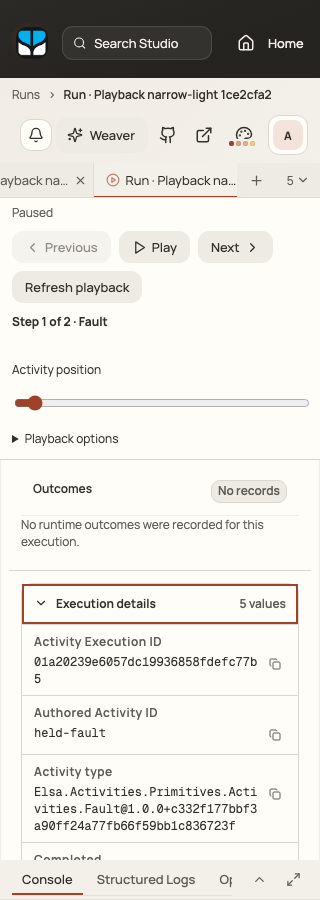 Search Studio
Home
Runs > Run · Playback narrow-light 1ce2cfa2
Weaver
A
ayback na...
Run · Playback na...
5
Paused
Previous
Play
Next
Refresh playback
Step 1 of 2 · Fault
Activity position
Playback options
Outcomes
No records
No runtime outcomes were recorded for this
execution.
Execution details
5 values
Activity Execution ID
01a20239e6057dc19936858fdefc77b
5
Authored Activity ID
held-fault
Activity type
Elsa.Activities.Primitives.Acti
vities.Fault@1.0.0+c332f177bbf3
a90ff24a77fb66f59bb1c836723f
Completed
Console
Structured Logs